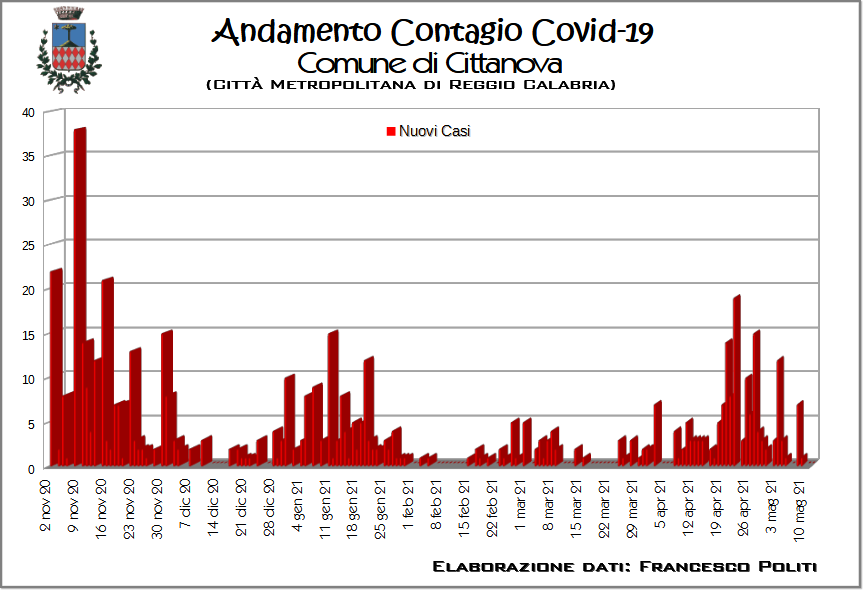 Andamento Contagio Covid-19
Comune di Cittanova
(Città Metropolitana di Reggio Calabria)
Nuovi Casi
40
35
30
25
20
15
10
5
0
2 nov 20
9 nov 20
16 nov 20
23 nov 20
30 nov 20
7 dic 20
14 dic 20
21 dic 20
28 dic 20
4 gen 21
11 gen 21
18 gen 21
25 gen 21
1 feb 21
8 feb 21
15 feb 21
22 feb 21
1 mar 21
8 mar 21
15 mar 21
22 mar 21
29 mar 21
5 apr 21
12 apr 21
19 apr 21
26 apr 21
3 mag 21
10 mag 21
Elaborazione dati: Francesco Politi